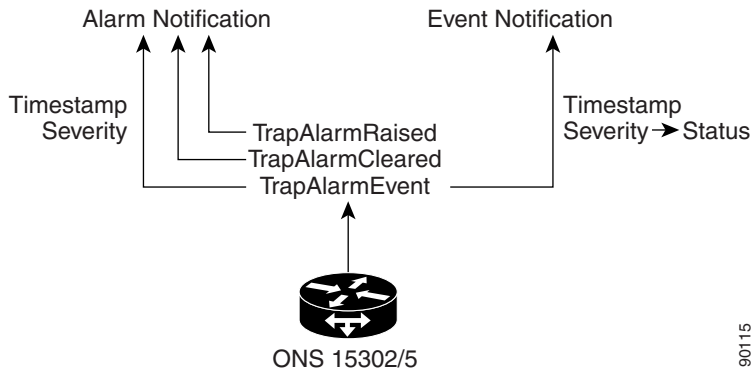 Alarm Notification
Event Notification
Timestamp
Severity
Timestamp
Severity Status
TrapAlarmRaised
TrapAlarmCleared
TrapAlarmEvent
ONS 15302/5
90115